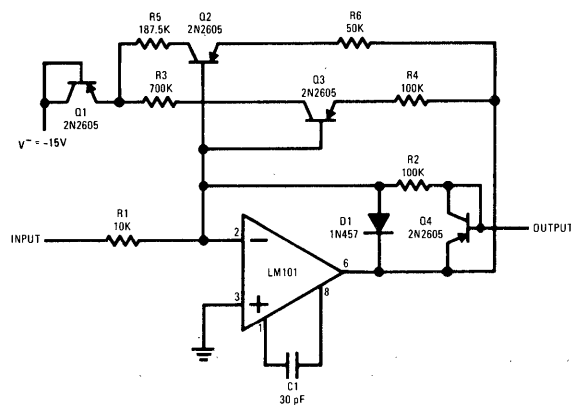 R5
187.5K
Q2
2N2605
R6
50K
R3
700K
Q3
2N2605
R4
100K
Q1
2N2605
V⁻ = -15V
R2
100K
R1
10K
D1
1N457
Q4
2N2605
INPUT
OUTPUT
2
LM101
6
8
3
1
C1
30 pF